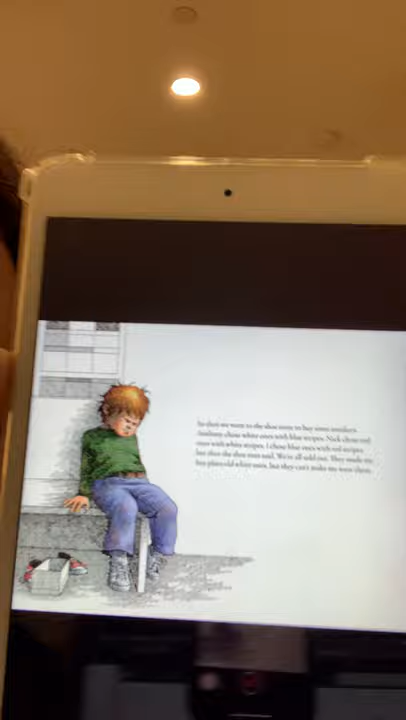 So then we went to the shoe store to buy some sneakers.
Anthony chose white ones with blue stripes. Nick chose red
ones with white stripes. I chose blue ones with red stripes
but then the shoe man said, We're all sold out. They made me
buy plain old white ones, but they can't make me wear them.